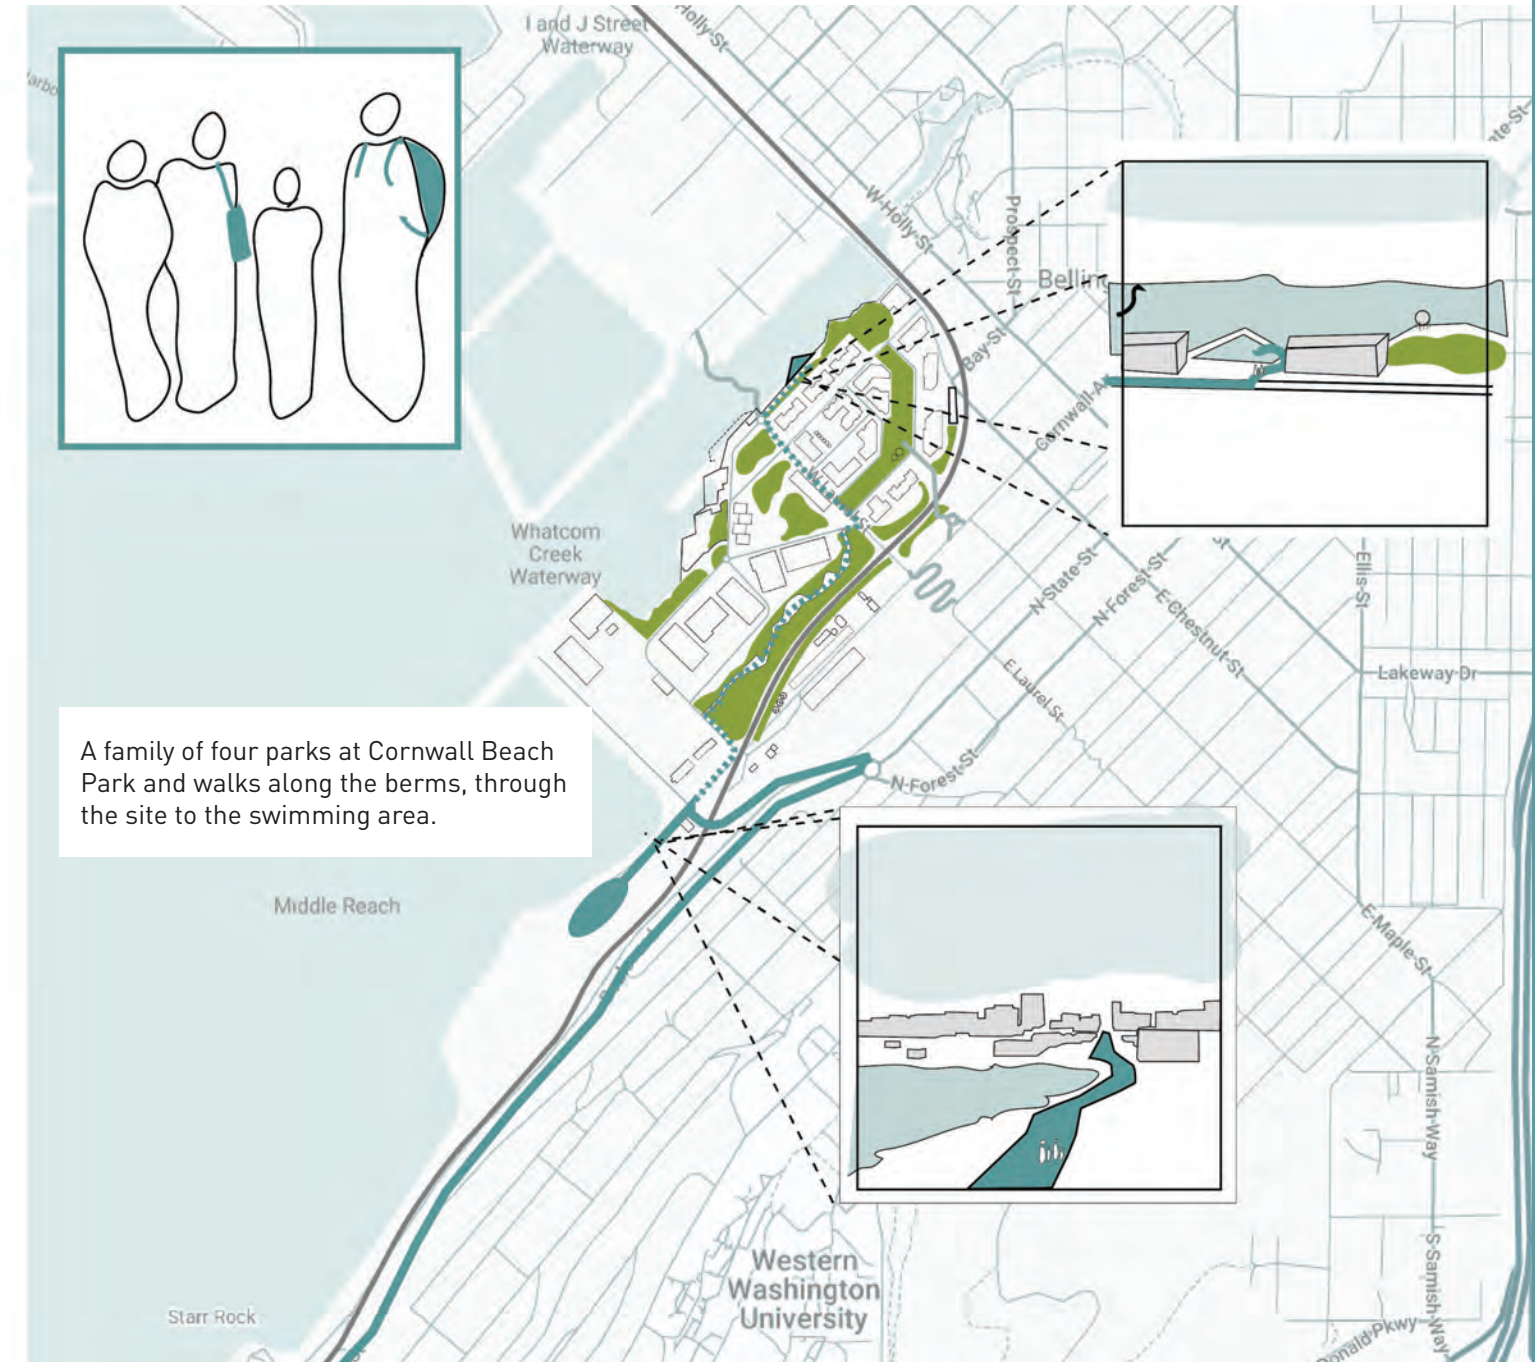 I and J Street
Waterway
Holly-St
W-Holly-St
Prospect-St
Bay-St
Whatcom
Creek
Waterway
N-State-St
N-Forest-St
E-Chestnut-St
Ellis-St
Lakeway-Dr
E Laurel St
N-Forest-St
A family of four parks at Cornwall Beach
Park and walks along the berms, through
the site to the swimming area.
Middle Reach
E-Maple-St
N-Samish-Way
S-Samish-Way
Western
Washington
University
Starr Rock